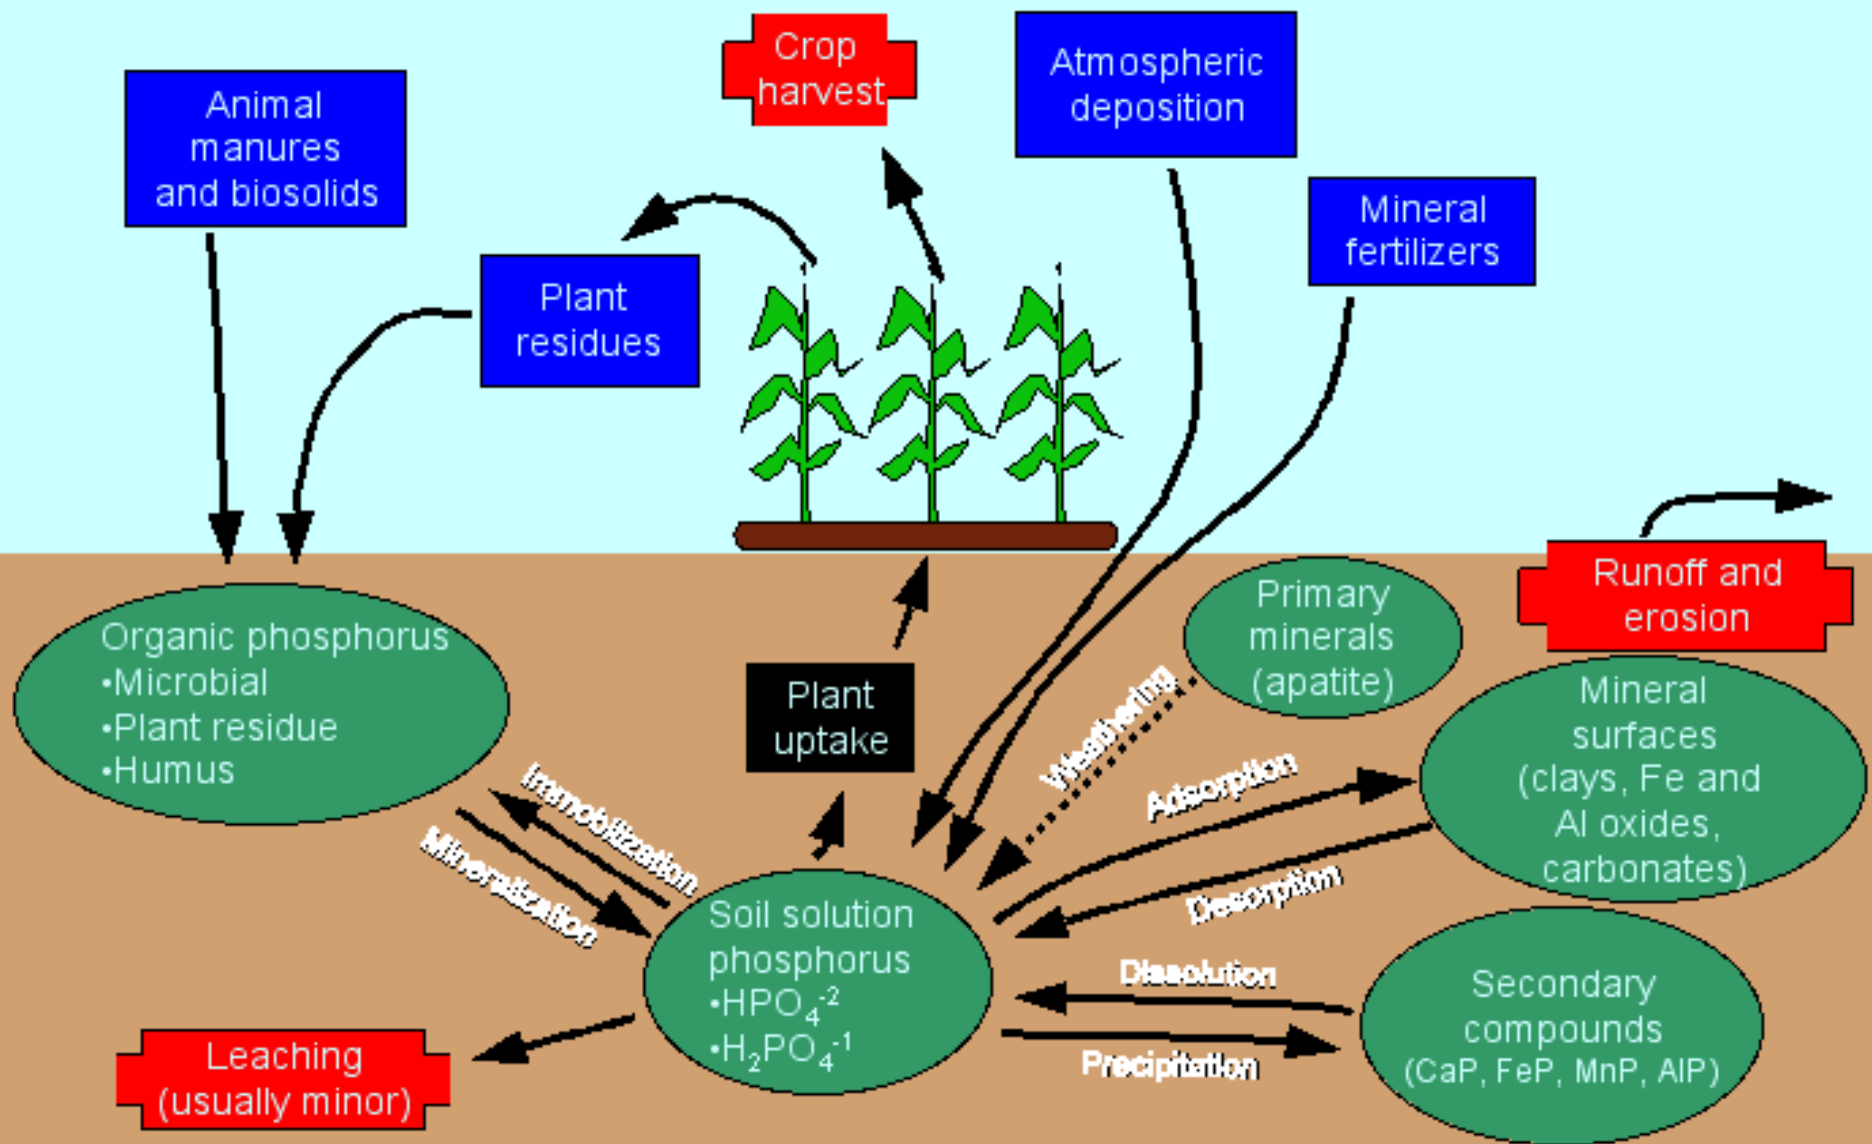 Crop
harvest
Atmospheric
deposition
Animal
manures
and biosolids
Mineral
fertilizers
Plant
residues
Runoff and
erosion
Primary
minerals
(apatite)
Organic phosphorus
•Microbial
•Plant residue
•Humus
Plant
uptake
Weathering
Mineral
surfaces
(clays, Fe and
Al oxides,
carbonates)
Adsorption
Desorption
Immobilization
Mineralization
Soil solution
phosphorus
•HPO₄⁻²
•H₂PO₄⁻¹
Dissolution
Precipitation
Secondary
compounds
(CaP, FeP, MnP, AlP)
Leaching
(usually minor)